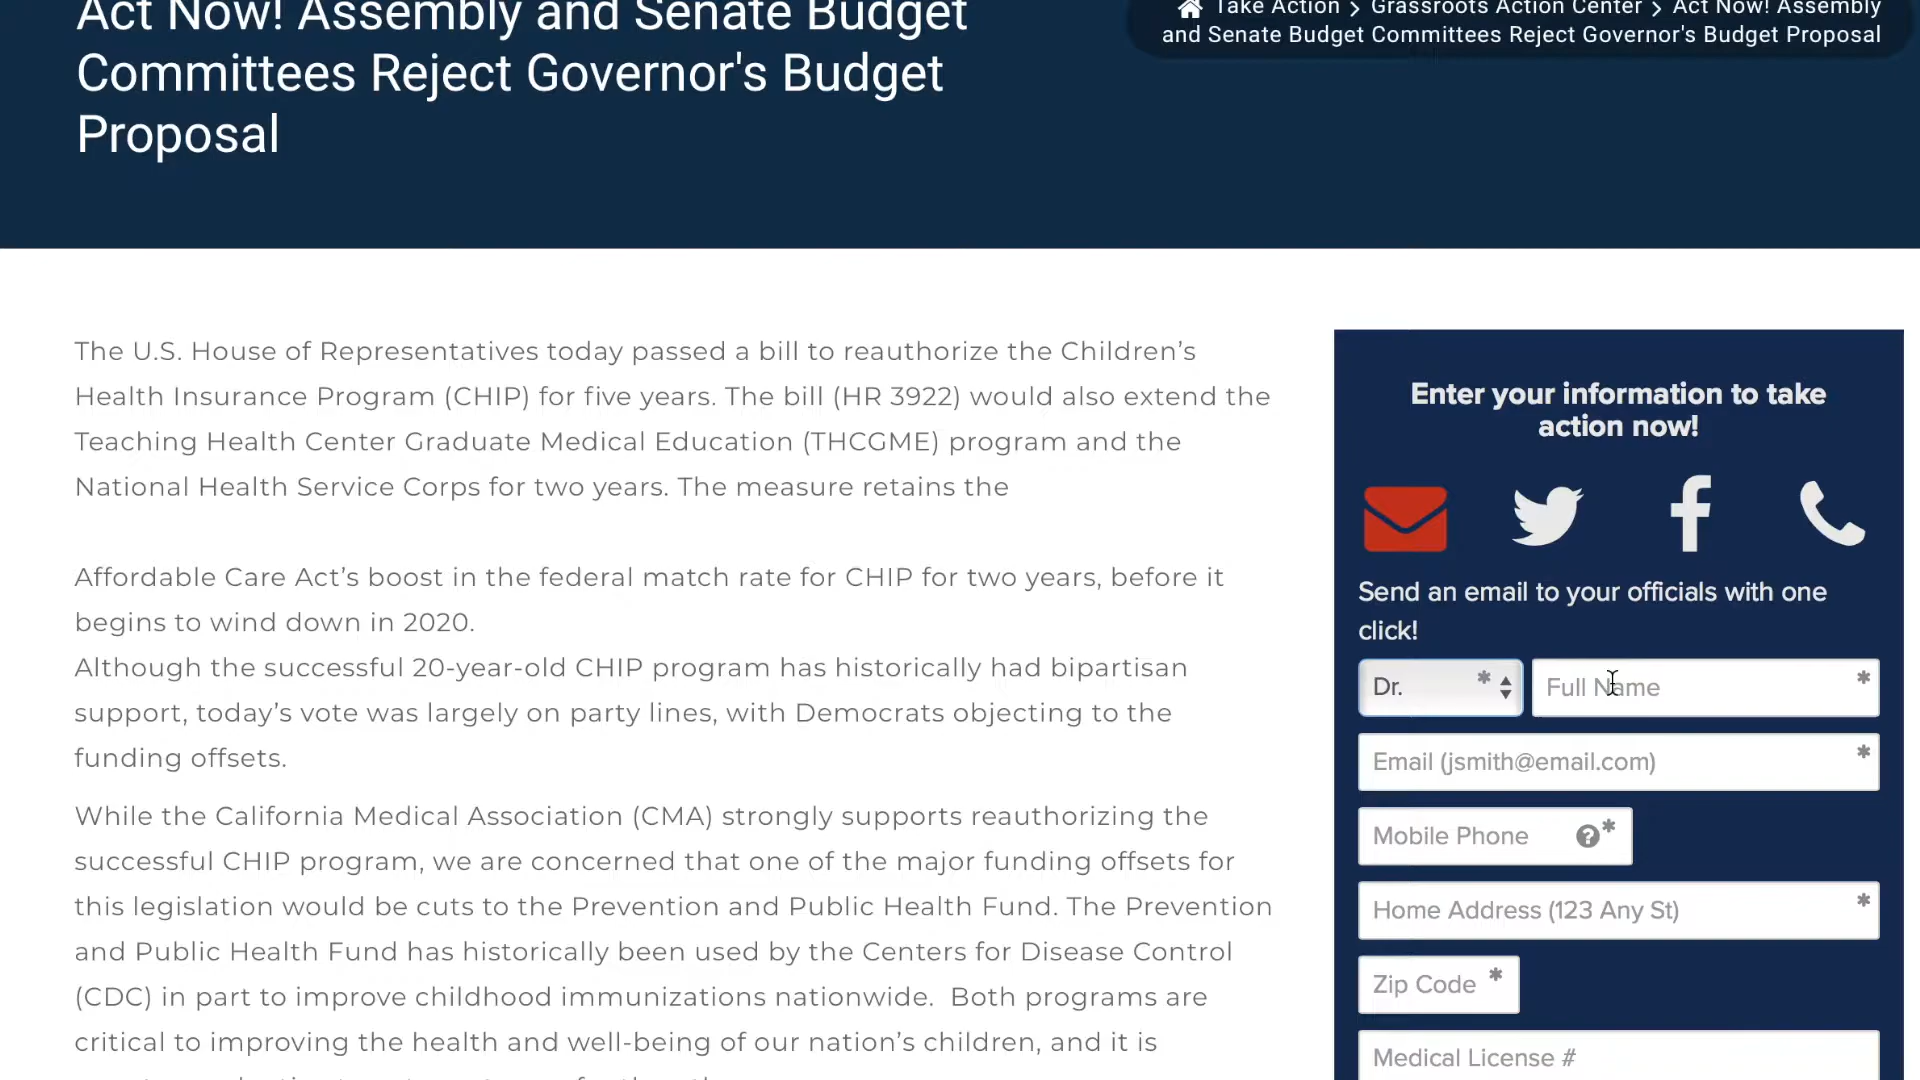 Act Now! Assembly and Senate Budget
Committees Reject Governor's Budget
Proposal
Take Action > Grassroots Action Center > Act Now! Assembly
and Senate Budget Committees Reject Governor's Budget Proposal
The U.S. House of Representatives today passed a bill to reauthorize the Children’s
Health Insurance Program (CHIP) for five years. The bill (HR 3922) would also extend the
Teaching Health Center Graduate Medical Education (THCGME) program and the
National Health Service Corps for two years. The measure retains the
Affordable Care Act’s boost in the federal match rate for CHIP for two years, before it
begins to wind down in 2020.
Although the successful 20-year-old CHIP program has historically had bipartisan
support, today’s vote was largely on party lines, with Democrats objecting to the
funding offsets.
While the California Medical Association (CMA) strongly supports reauthorizing the
successful CHIP program, we are concerned that one of the major funding offsets for
this legislation would be cuts to the Prevention and Public Health Fund. The Prevention
and Public Health Fund has historically been used by the Centers for Disease Control
(CDC) in part to improve childhood immunizations nationwide.  Both programs are
critical to improving the health and well-being of our nation’s children, and it is
Enter your information to take
action now!
Send an email to your officials with one
click!
Dr. *
Full Name *
Email (jsmith@email.com) *
Mobile Phone ? *
Home Address (123 Any St) *
Zip Code *
Medical License #